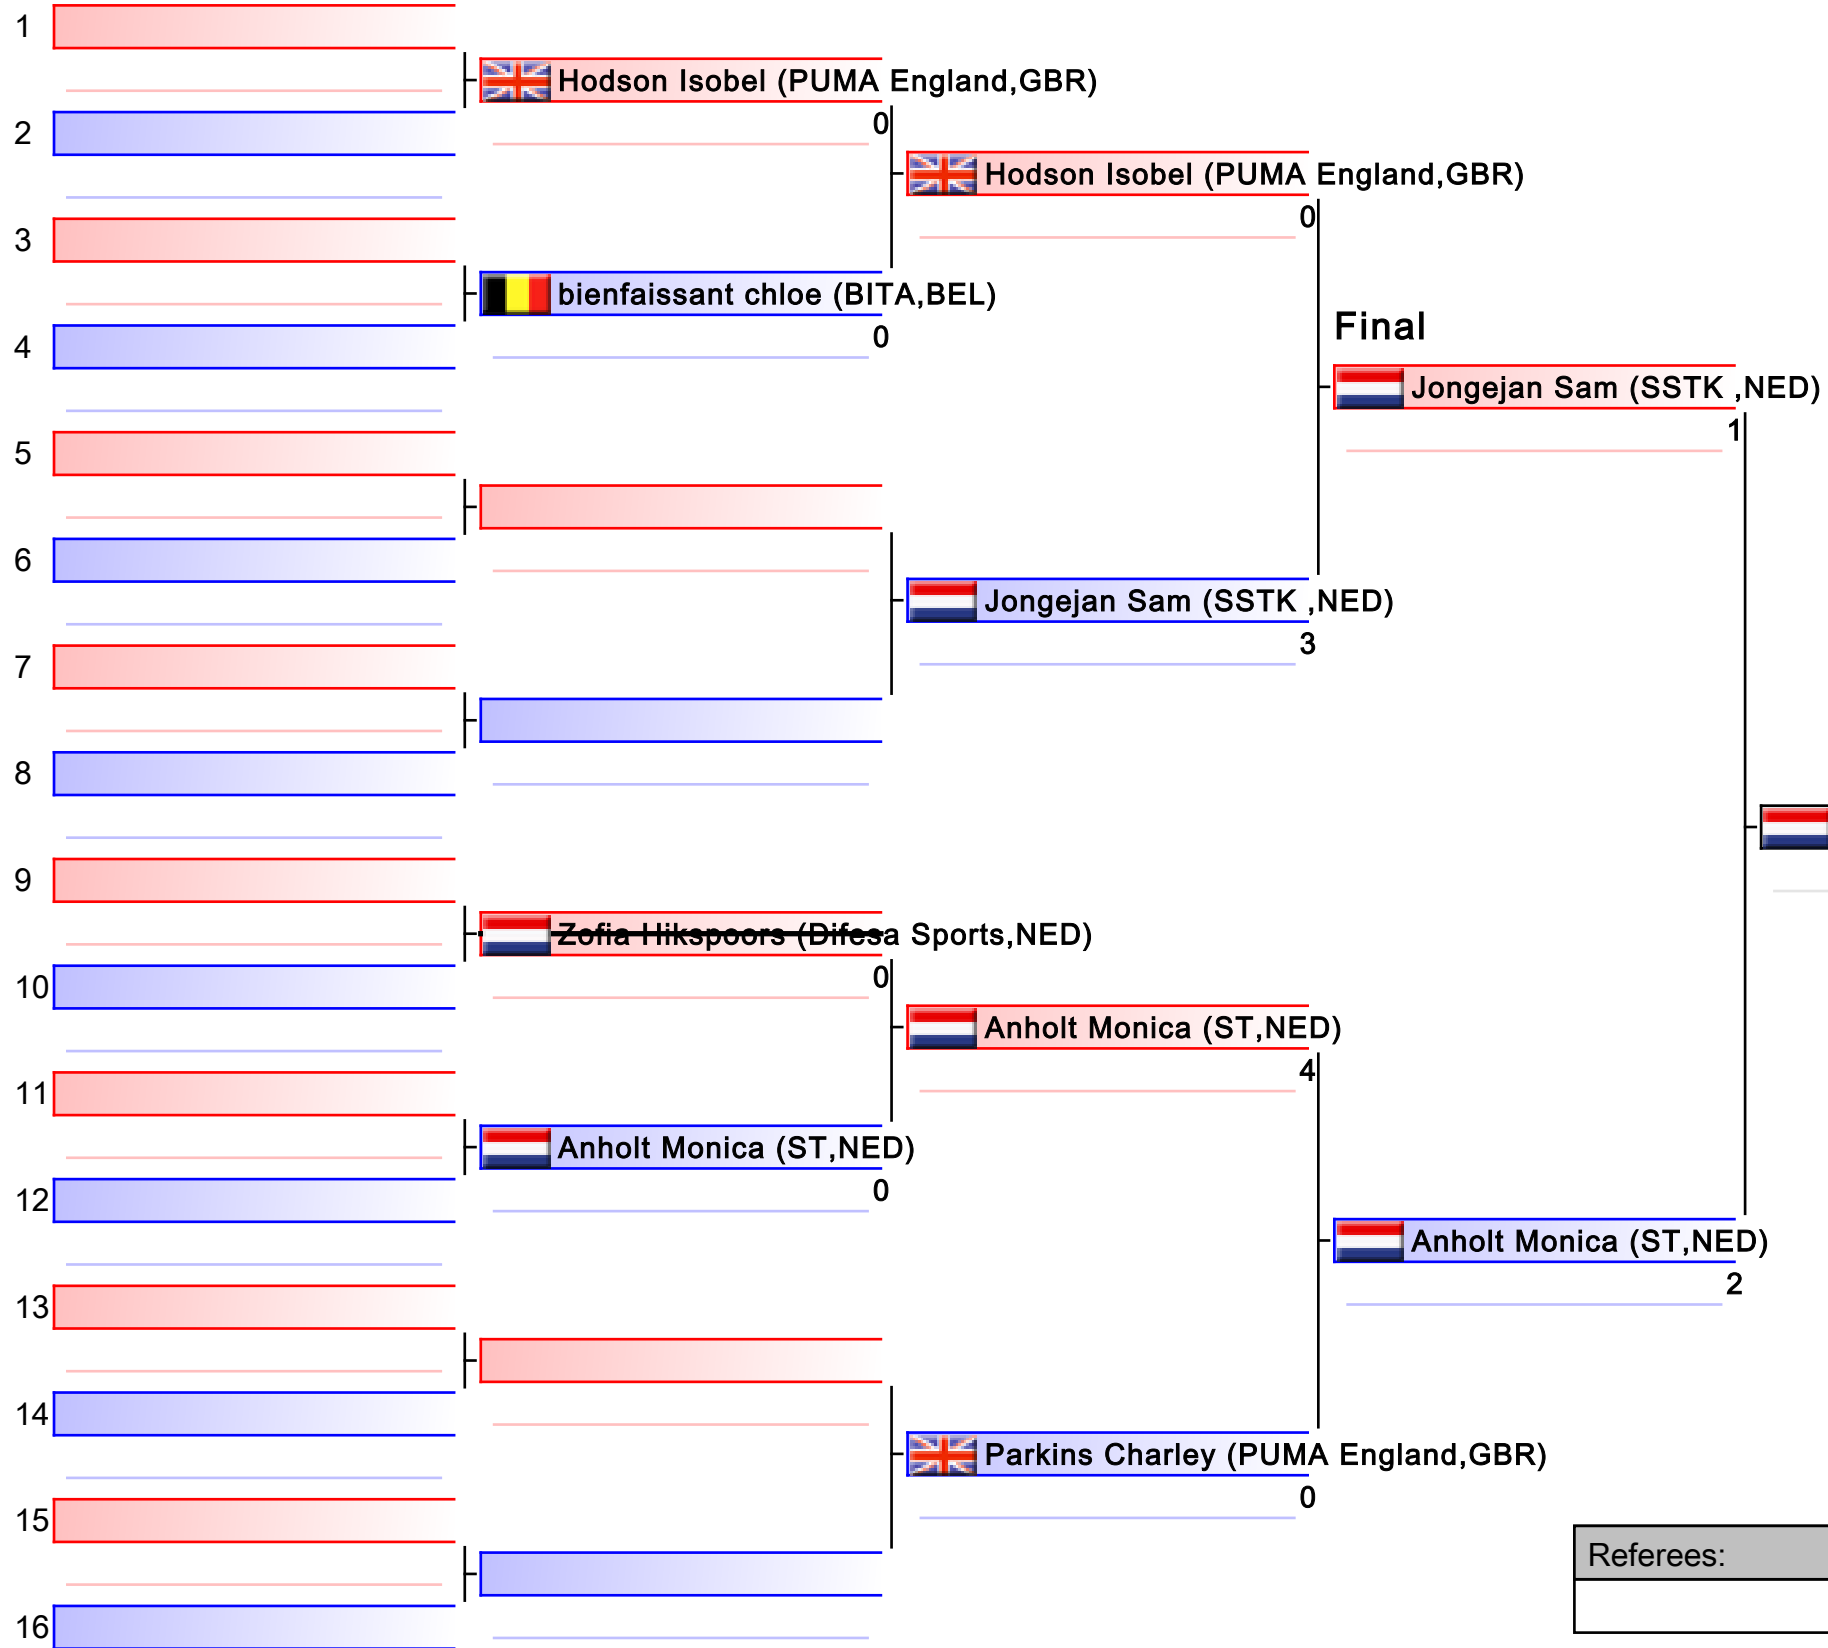 1
Hodson Isobel (PUMA England,GBR)
0
2
Hodson Isobel (PUMA England,GBR)
0
3
bienfaissant chloe (BITA,BEL)
0
4
Final
Jongejan Sam (SSTK ,NED)
1
5
6
Jongejan Sam (SSTK ,NED)
3
7
8
9
Zofia Hikspoors (Difesa Sports,NED)
0
10
Anholt Monica (ST,NED)
4
11
Anholt Monica (ST,NED)
0
12
Anholt Monica (ST,NED)
2
13
14
Parkins Charley (PUMA England,GBR)
0
15
Referees:
16